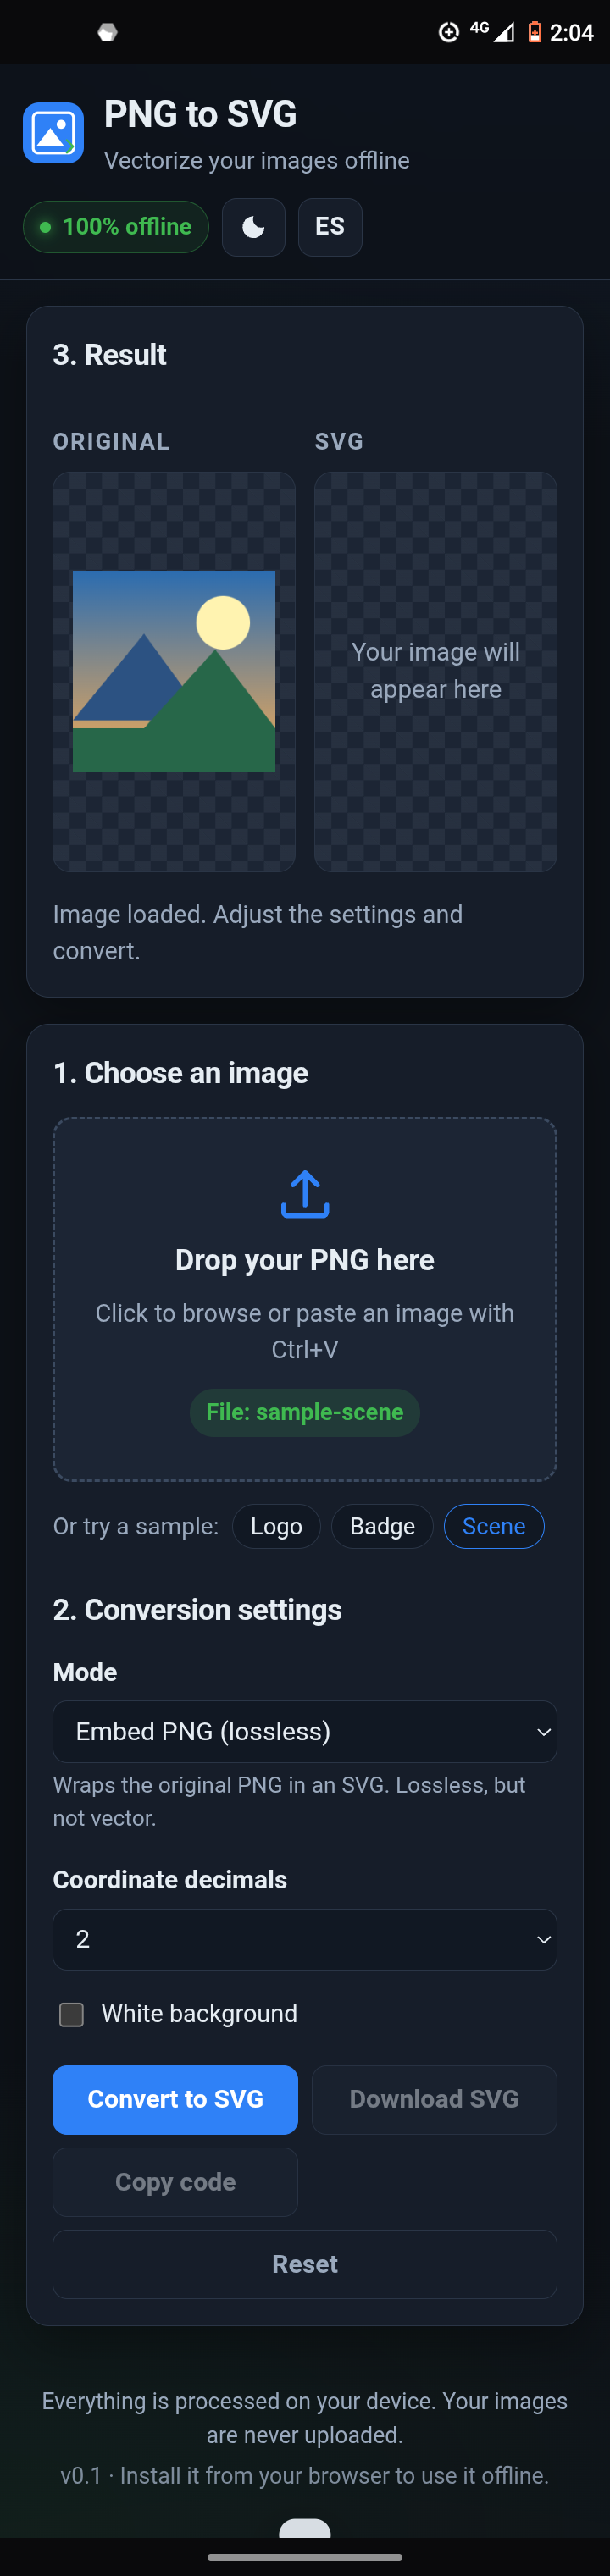 4G 2:04
PNG to SVG
Vectorize your images offline
100% offline
ES
3. Result
ORIGINAL
SVG
Your image will
appear here
Image loaded. Adjust the settings and
convert.
1. Choose an image
Drop your PNG here
Click to browse or paste an image with
Ctrl+V
File: sample-scene
Or try a sample: Logo Badge Scene
2. Conversion settings
Mode
Embed PNG (lossless)
Wraps the original PNG in an SVG. Lossless, but
not vector.
Coordinate decimals
2
White background
Convert to SVG
Download SVG
Copy code
Reset
Everything is processed on your device. Your images
are never uploaded.
v0.1 · Install it from your browser to use it offline.